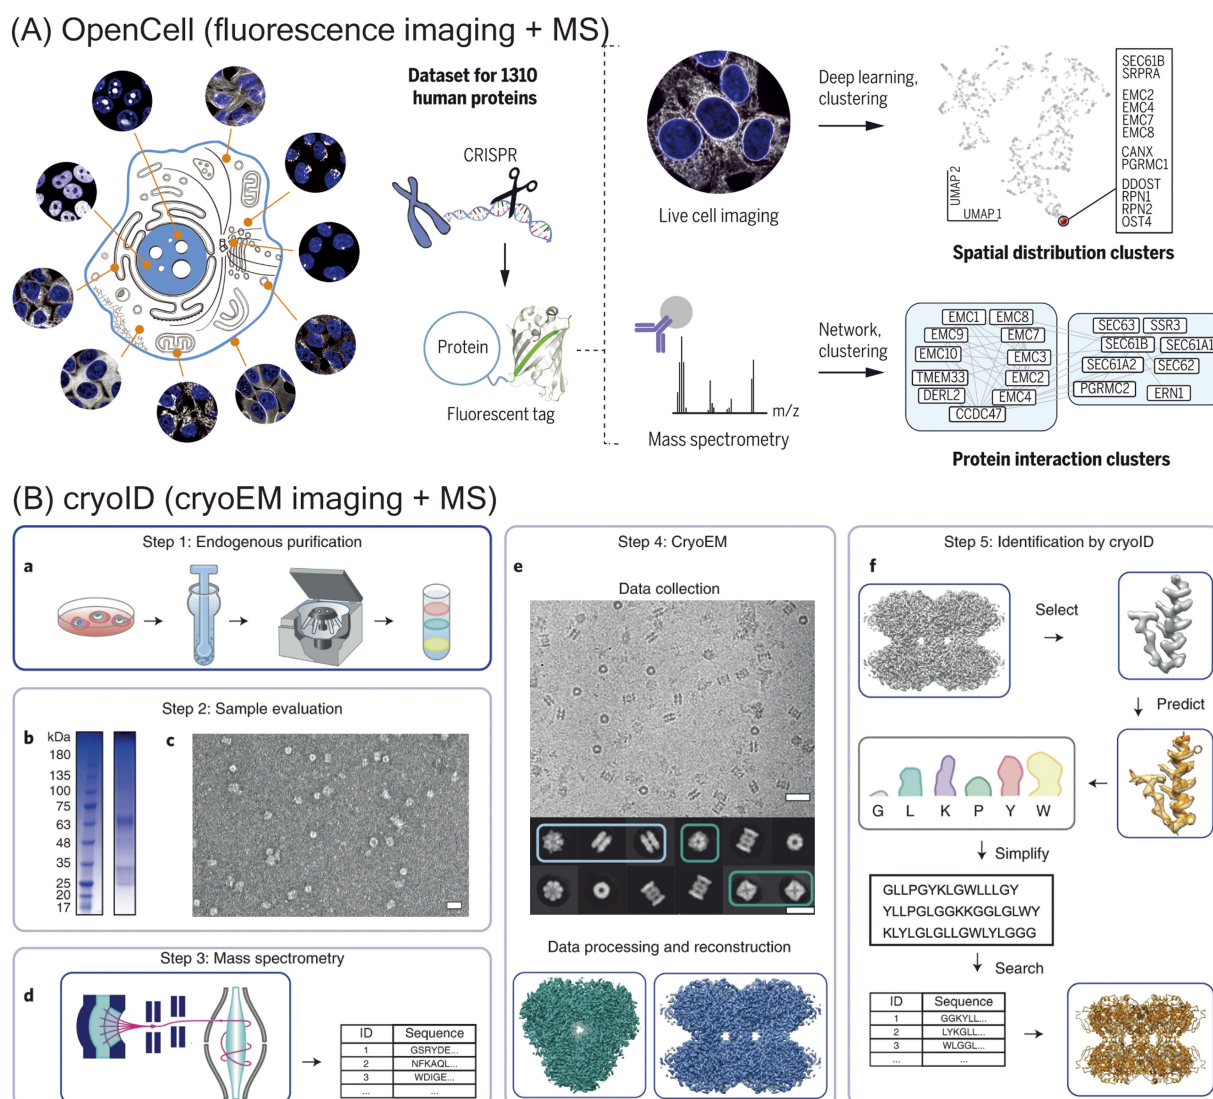 (A) OpenCell (fluorescence imaging + MS)
Dataset for 1310
human proteins
CRISPR
Protein
Fluorescent tag
Live cell imaging
Deep learning,
clustering
UMAP 2
UMAP 1
SEC61B
SRPRA
EMC2
EMC4
EMC7
EMC8
CANX
PGRMC1
DDOST
RPN1
RPN2
OST4
Spatial distribution clusters
m/z
Mass spectrometry
Network,
clustering
EMC1 EMC8
EMC9 EMC7
EMC10 EMC3
TMEM33 EMC2
DERL2 EMC4
CCDC47
SEC63 SSR3
SEC61B SEC61A1
SEC61A2 SEC62
PGRMC2 ERN1
Protein interaction clusters
(B) cryoID (cryoEM imaging + MS)
Step 1: Endogenous purification
a
Step 2: Sample evaluation
b
kDa
180
135
100
75
63
48
35
25
20
17
c
Step 3: Mass spectrometry
d
ID Sequence
1 GSRYDE...
2 NFKAQL...
3 WDIGE...
... ...
Step 4: CryoEM
e
Data collection
Data processing and reconstruction
Step 5: Identification by cryoID
f
Select
Predict
G L K P Y W
Simplify
GLLPGYKLGWLLLGY
YLLPGLGGKKGGLGLWY
KLYLGLGLLGWLYLGGG
Search
ID Sequence
1 GGKYLL...
2 LYKGLL...
3 WLGGL...
... ...